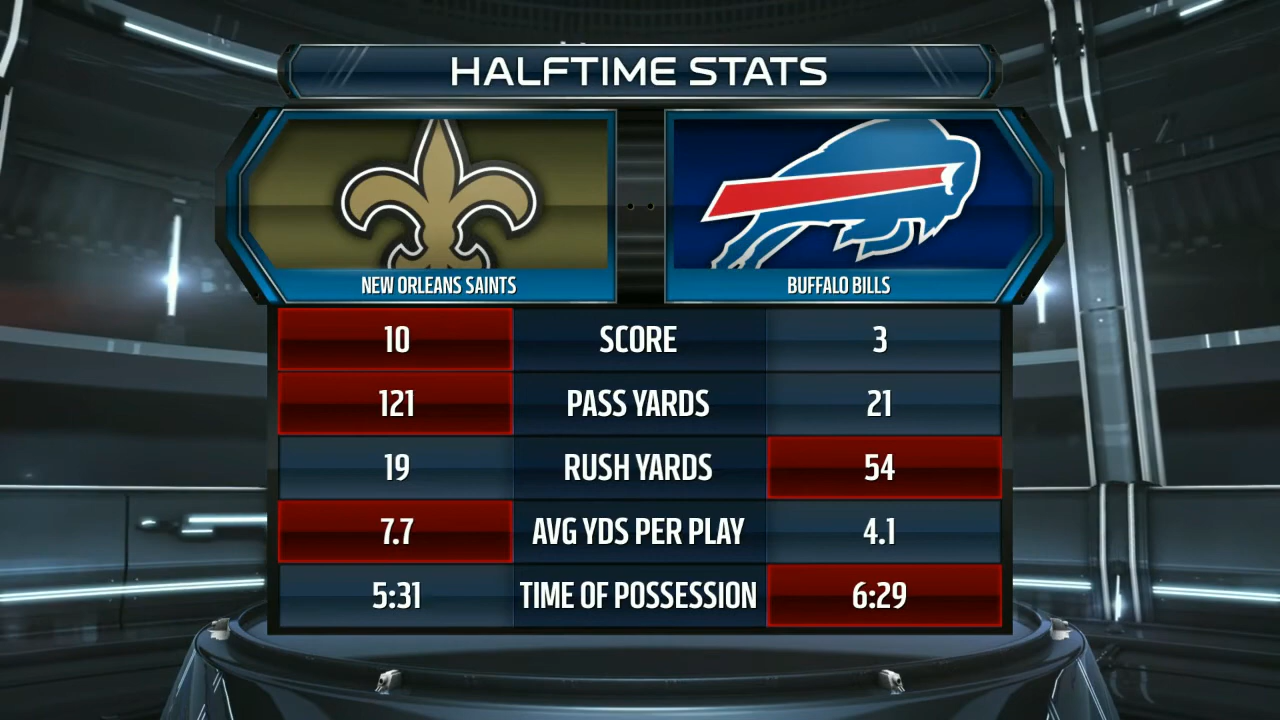 HALFTIME STATS
NEW ORLEANS SAINTS
BUFFALO BILLS
10 SCORE 3
121 PASS YARDS 21
19 RUSH YARDS 54
7.7 AVG YDS PER PLAY 4.1
5:31 TIME OF POSSESSION 6:29